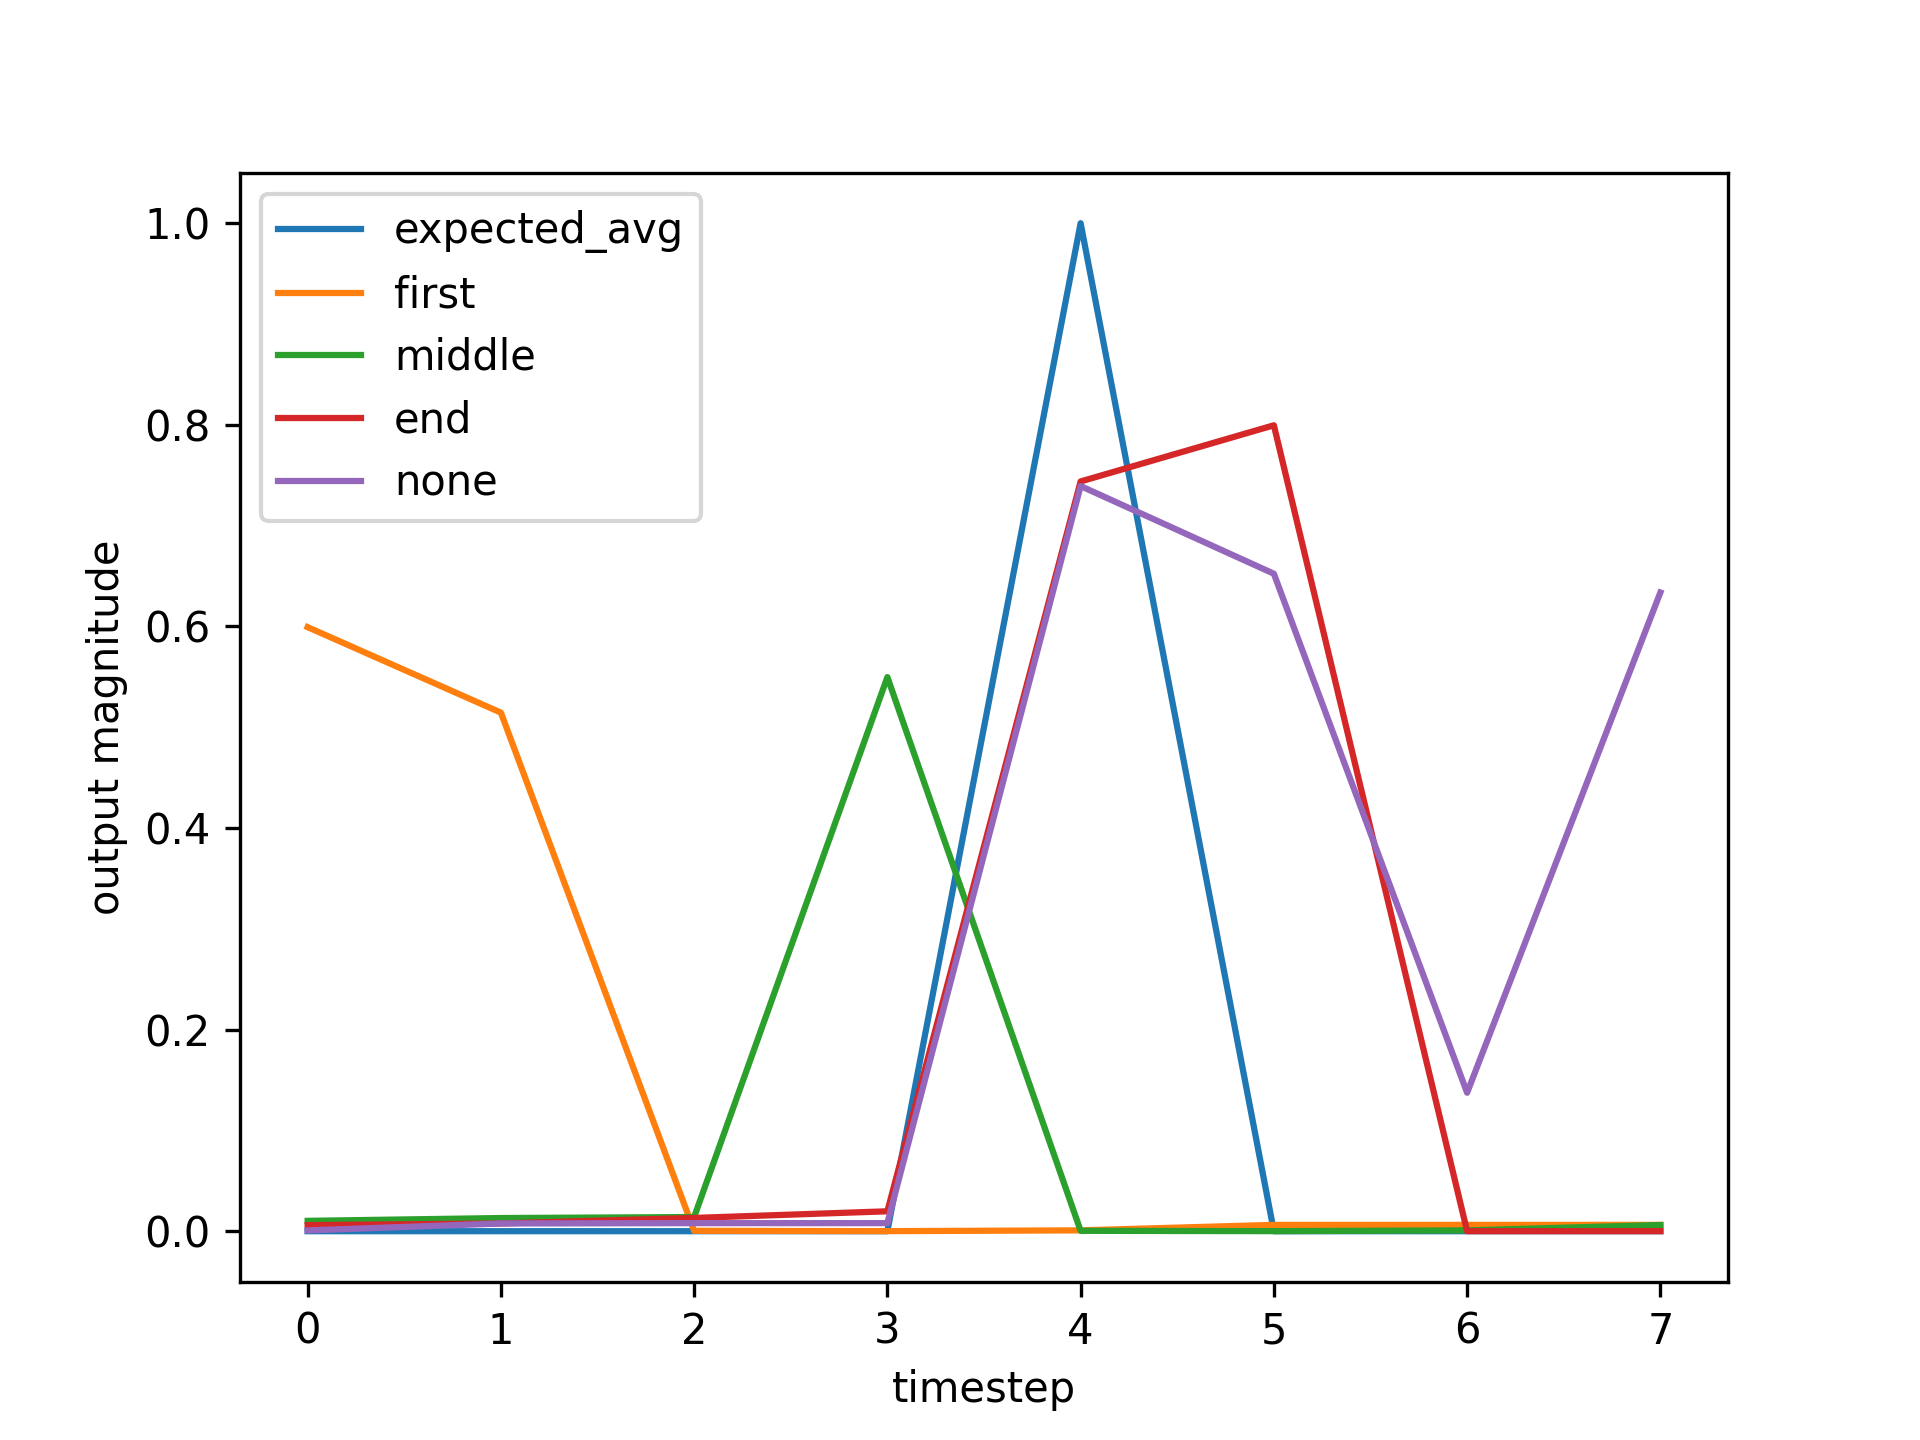 expected_avg
first
middle
end
none
output magnitude
1.0
0.8
0.6
0.4
0.2
0.0
0 1 2 3 4 5 6 7
timestep